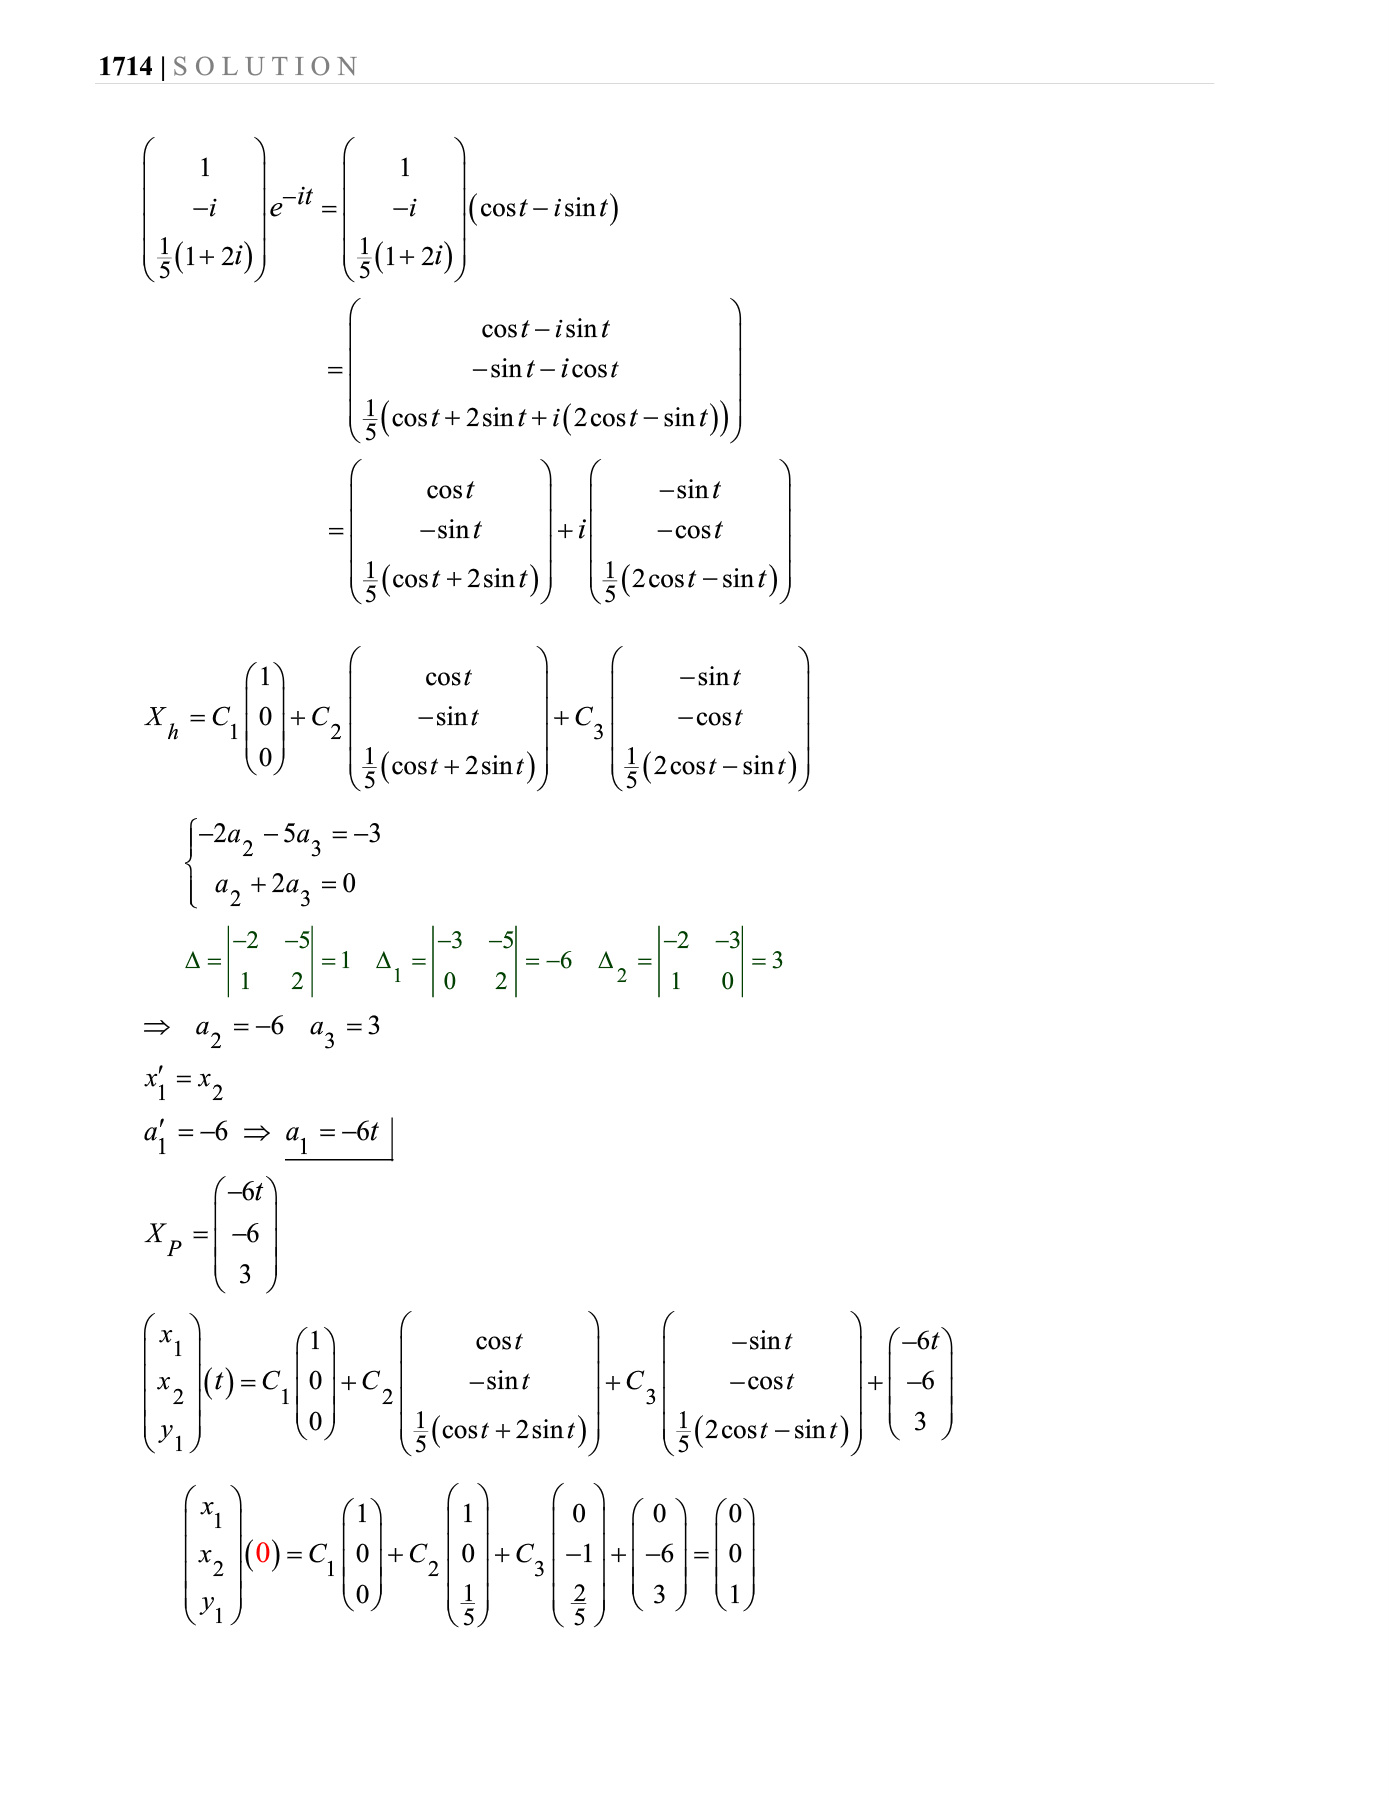 1714 | S O L U T I O N
\begin{pmatrix} 1 \\ -i \\ \frac{1}{5}(1+2i) \end{pmatrix} e^{-it} = \begin{pmatrix} 1 \\ -i \\ \frac{1}{5}(1+2i) \end{pmatrix} (\cos t - i \sin t)
= \begin{pmatrix} \cos t - i \sin t \\ -\sin t - i \cos t \\ \frac{1}{5}(\cos t + 2\sin t + i(2\cos t - \sin t)) \end{pmatrix}
= \begin{pmatrix} \cos t \\ -\sin t \\ \frac{1}{5}(\cos t + 2\sin t) \end{pmatrix} + i \begin{pmatrix} -\sin t \\ -\cos t \\ \frac{1}{5}(2\cos t - \sin t) \end{pmatrix}
X_h = C_1 \begin{pmatrix} 1 \\ 0 \\ 0 \end{pmatrix} + C_2 \begin{pmatrix} \cos t \\ -\sin t \\ \frac{1}{5}(\cos t + 2\sin t) \end{pmatrix} + C_3 \begin{pmatrix} -\sin t \\ -\cos t \\ \frac{1}{5}(2\cos t - \sin t) \end{pmatrix}
\begin{cases} -2a_2 - 5a_3 = -3 \\ a_2 + 2a_3 = 0 \end{cases}
\Delta = \begin{vmatrix} -2 & -5 \\ 1 & 2 \end{vmatrix} = 1 \quad \Delta_1 = \begin{vmatrix} -3 & -5 \\ 0 & 2 \end{vmatrix} = -6 \quad \Delta_2 = \begin{vmatrix} -2 & -3 \\ 1 & 0 \end{vmatrix} = 3
\Rightarrow a_2 = -6 \quad a_3 = 3
x_1' = x_2
a_1' = -6 \Rightarrow a_1 = -6t
X_P = \begin{pmatrix} -6t \\ -6 \\ 3 \end{pmatrix}
\begin{pmatrix} x_1 \\ x_2 \\ y_1 \end{pmatrix} (t) = C_1 \begin{pmatrix} 1 \\ 0 \\ 0 \end{pmatrix} + C_2 \begin{pmatrix} \cos t \\ -\sin t \\ \frac{1}{5}(\cos t + 2\sin t) \end{pmatrix} + C_3 \begin{pmatrix} -\sin t \\ -\cos t \\ \frac{1}{5}(2\cos t - \sin t) \end{pmatrix} + \begin{pmatrix} -6t \\ -6 \\ 3 \end{pmatrix}
\begin{pmatrix} x_1 \\ x_2 \\ y_1 \end{pmatrix} (0) = C_1 \begin{pmatrix} 1 \\ 0 \\ 0 \end{pmatrix} + C_2 \begin{pmatrix} 1 \\ 0 \\ \frac{1}{5} \end{pmatrix} + C_3 \begin{pmatrix} 0 \\ -1 \\ \frac{2}{5} \end{pmatrix} + \begin{pmatrix} 0 \\ -6 \\ 3 \end{pmatrix} = \begin{pmatrix} 0 \\ 0 \\ 1 \end{pmatrix}